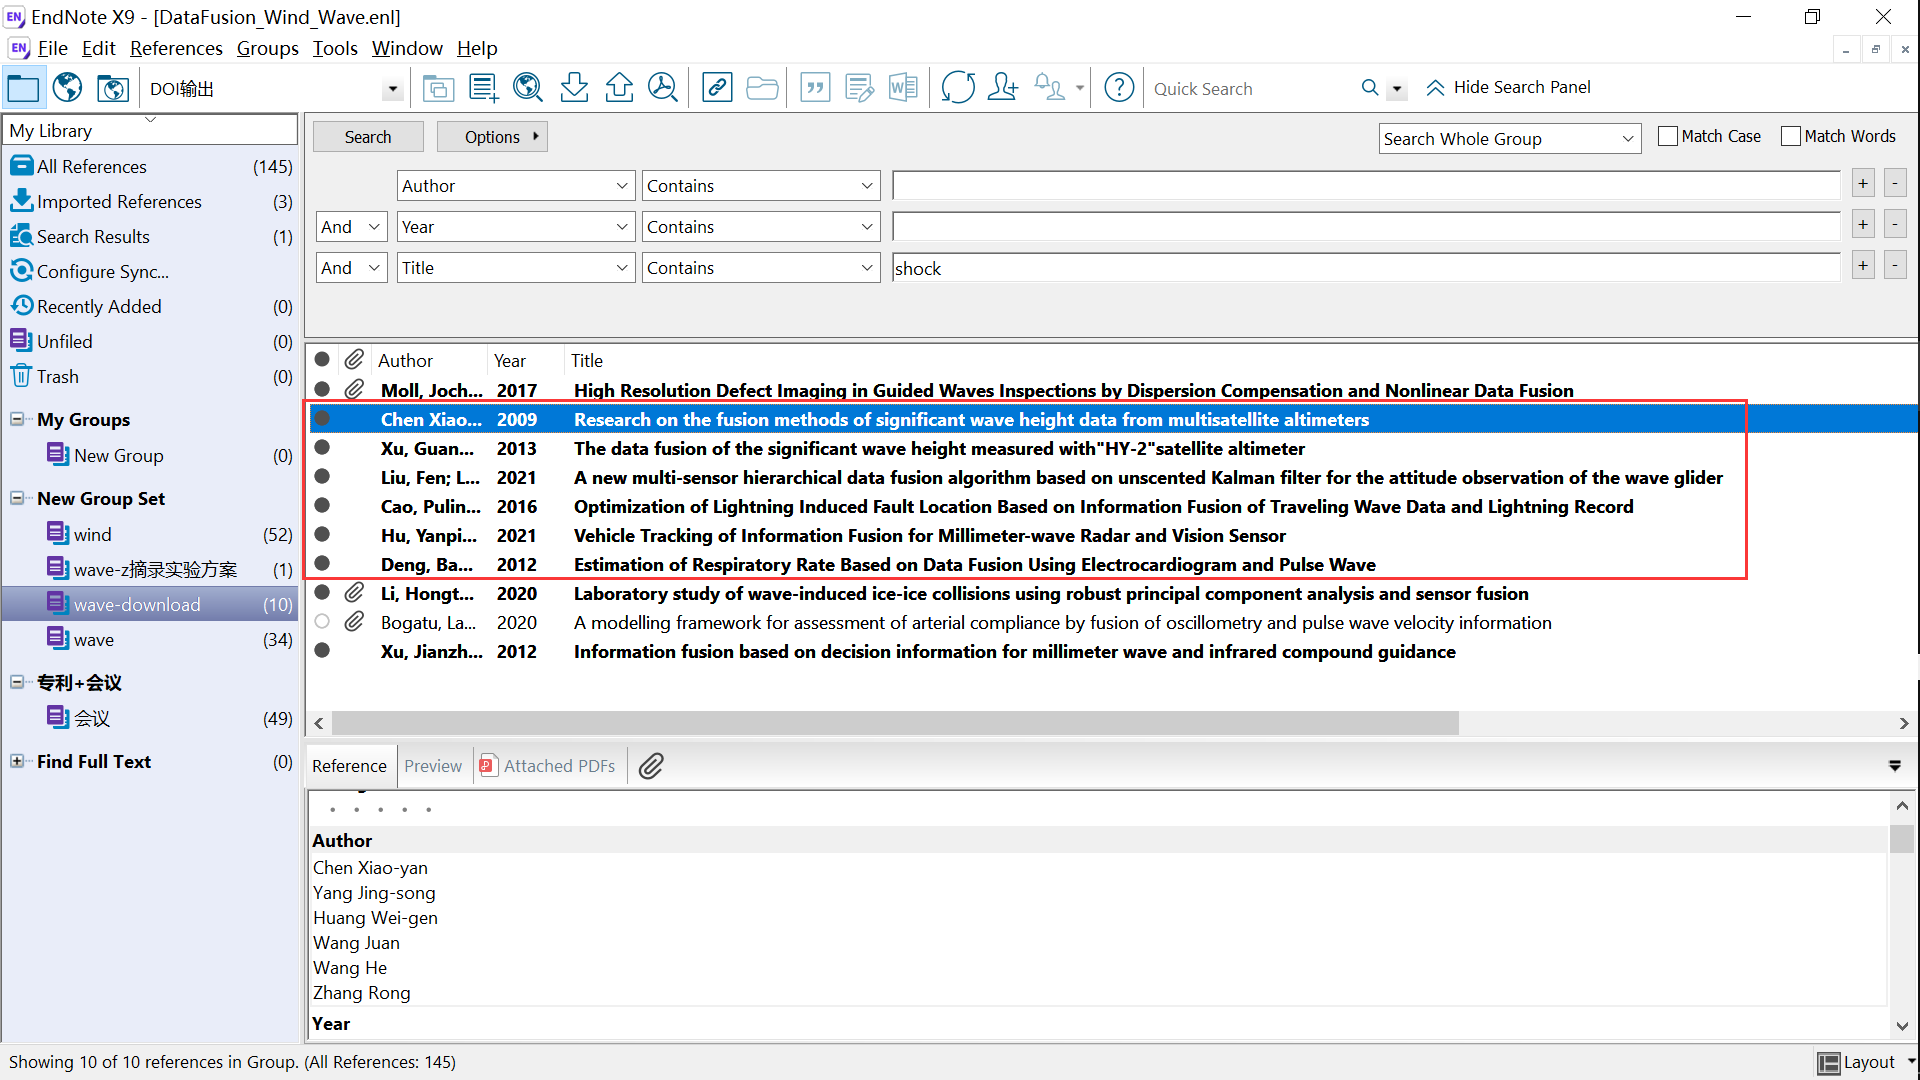 EndNote X9 - [DataFusion_Wind_Wave.enl]
File Edit References Groups Tools Window Help
DOI输出
Quick Search
Hide Search Panel
My Library
All References (145)
Imported References (3)
Search Results (1)
Configure Sync...
Recently Added (0)
Unfiled (0)
Trash (0)
My Groups
New Group (0)
New Group Set
wind (52)
wave-z摘录实验方案 (1)
wave-download (10)
wave (34)
专利+会议
会议 (49)
Find Full Text (0)
Search Options Search Whole Group Match Case Match Words
Author Contains + -
And Year Contains + -
And Title Contains shock + -
Author Year Title
Moll, Joch... 2017 High Resolution Defect Imaging in Guided Waves Inspections by Dispersion Compensation and Nonlinear Data Fusion
Chen Xiao... 2009 Research on the fusion methods of significant wave height data from multisatellite altimeters
Xu, Guan... 2013 The data fusion of the significant wave height measured with"HY-2"satellite altimeter
Liu, Fen; L... 2021 A new multi-sensor hierarchical data fusion algorithm based on unscented Kalman filter for the attitude observation of the wave glider
Cao, Pulin... 2016 Optimization of Lightning Induced Fault Location Based on Information Fusion of Traveling Wave Data and Lightning Record
Hu, Yanpi... 2021 Vehicle Tracking of Information Fusion for Millimeter-wave Radar and Vision Sensor
Deng, Ba... 2012 Estimation of Respiratory Rate Based on Data Fusion Using Electrocardiogram and Pulse Wave
Li, Hongt... 2020 Laboratory study of wave-induced ice-ice collisions using robust principal component analysis and sensor fusion
Bogatu, La... 2020 A modelling framework for assessment of arterial compliance by fusion of oscillometry and pulse wave velocity information
Xu, Jianzh... 2012 Information fusion based on decision information for millimeter wave and infrared compound guidance
Reference Preview Attached PDFs
Author
Chen Xiao-yan
Yang Jing-song
Huang Wei-gen
Wang Juan
Wang He
Zhang Rong
Year
Showing 10 of 10 references in Group. (All References: 145)
Layout